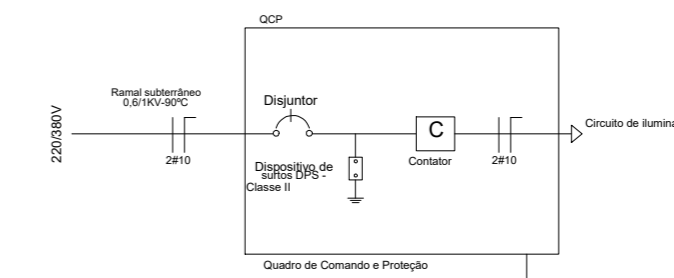 QCP
Ramal subterrâneo
0,6/1KV-90ºC
220/380V
Disjuntor
2#10
C
Contator
2#10
Circuito de ilumina
Dispositivo de
surtos DPS -
Classe II
Quadro de Comando e Proteção